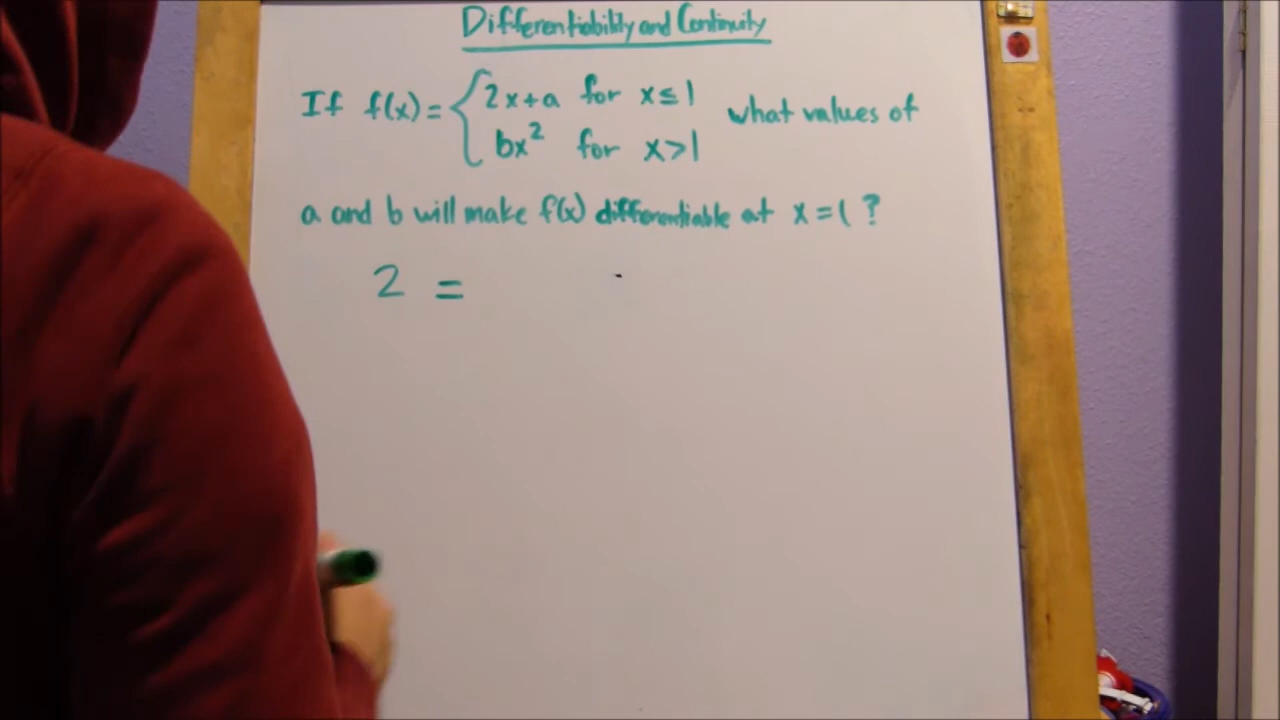 Differentiability and Continuity
If f(x) = { 2x+a for x ≤ 1 what values of
bx² for x > 1
a and b will make f(x) differentiable at x = 1 ?
2 =